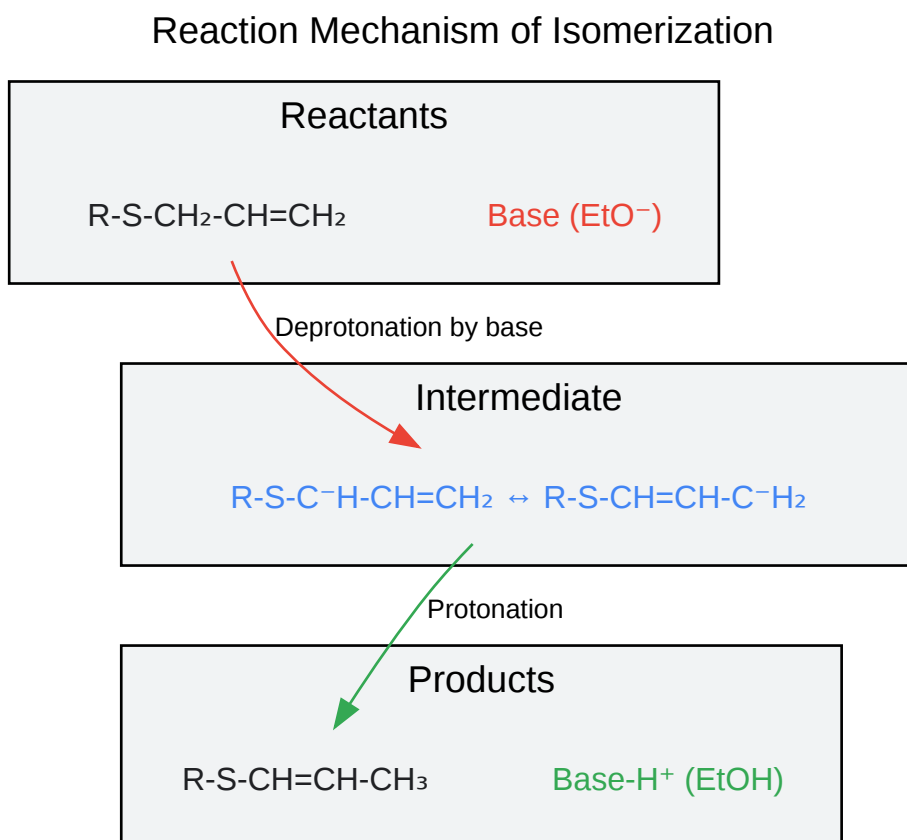 Reaction Mechanism of Isomerization
Reactants
R-S-CH₂-CH=CH₂ Base (EtO⁻)
Deprotonation by base
Intermediate
R-S-C⁻H-CH=CH₂ ↔ R-S-CH=CH-C⁻H₂
Protonation
Products
R-S-CH=CH-CH₃ Base-H⁺ (EtOH)